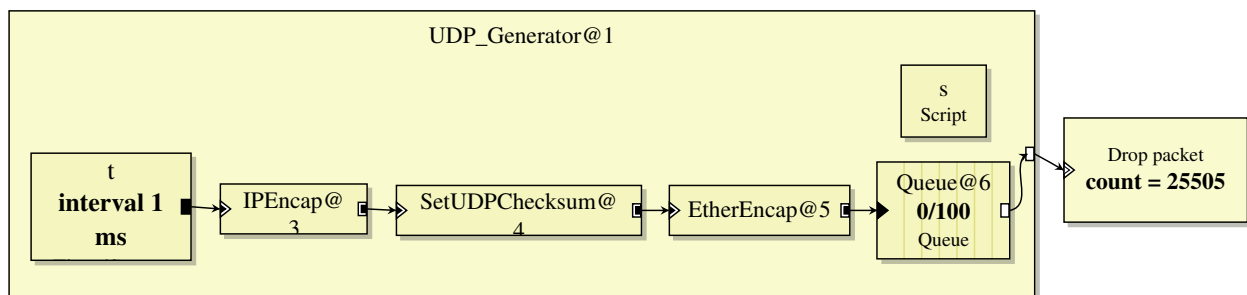 UDP_Generator@1
s
Script
t
interval 1
ms
IPEncap@
3
SetUDPChecksum@
4
EtherEncap@5
Queue@6
0/100
Queue
Drop packet
count = 25505